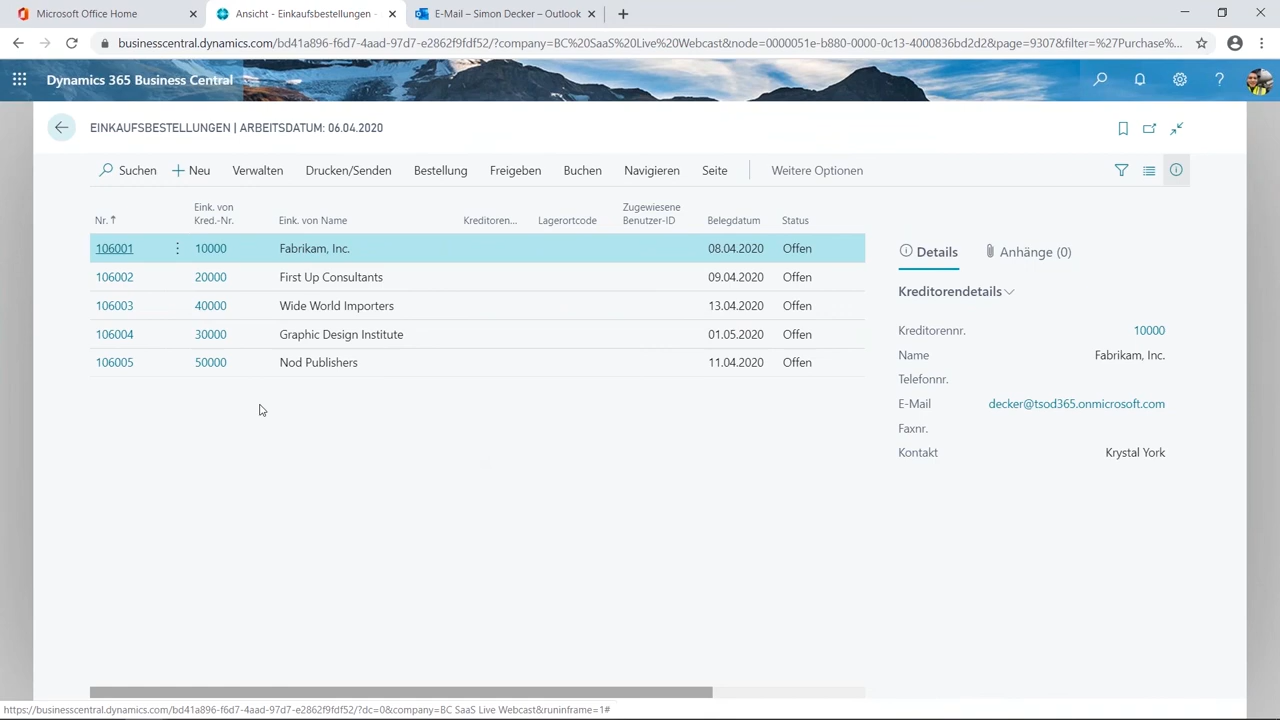 Microsoft Office Home
Ansicht - Einkaufsbestellungen -
E-Mail – Simon Decker – Outlook
businesscentral.dynamics.com/bd41a896-f6d7-4aad-97d7-e2862f9fdf52/?company=BC%20SaaS%20Live%20Webcast&node=0000051e-b880-0000-0c13-4000836bd2d2&page=9307&filter=%27Purchase%...
Dynamics 365 Business Central
EINKAUFSBESTELLUNGEN | ARBEITSDATUM: 06.04.2020
Suchen Neu Verwalten Drucken/Senden Bestellung Freigeben Buchen Navigieren Seite Weitere Optionen
Nr. ↑ Eink. von Kred.-Nr. Eink. von Name Kreditoren... Lagerortcode Zugewiesene Benutzer-ID Belegdatum Status
106001 10000 Fabrikam, Inc. 08.04.2020 Offen
106002 20000 First Up Consultants 09.04.2020 Offen
106003 40000 Wide World Importers 13.04.2020 Offen
106004 30000 Graphic Design Institute 01.05.2020 Offen
106005 50000 Nod Publishers 11.04.2020 Offen
Details Anhänge (0)
Kreditorendetails
Kreditorennr. 10000
Name Fabrikam, Inc.
Telefonnr.
E-Mail decker@tsod365.onmicrosoft.com
Faxnr.
Kontakt Krystal York
https://businesscentral.dynamics.com/bd41a896-f6d7-4aad-97d7-e2862f9fdf52/?dc=0&company=BC SaaS Live Webcast&runinframe=1#